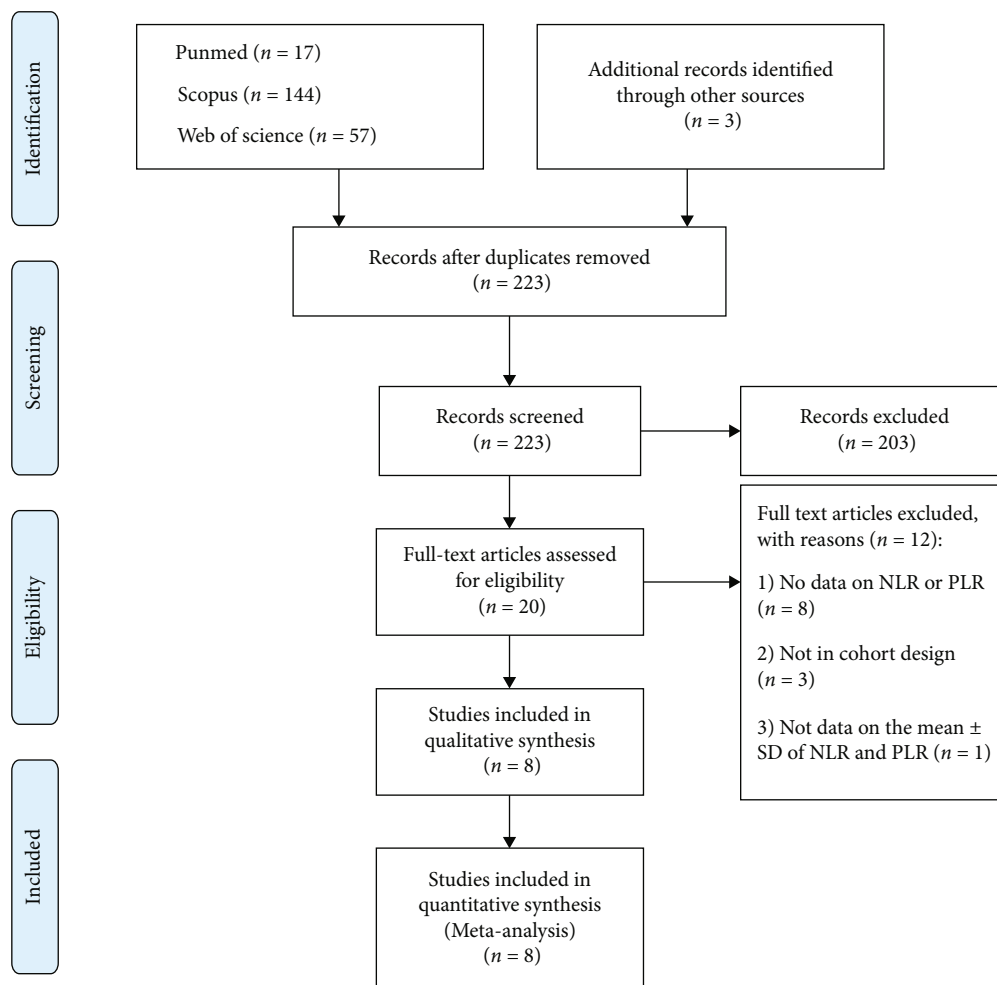 Identification
Punmed (n = 17)
Scopus (n = 144)
Web of science (n = 57)
Additional records identified
through other sources
(n = 3)
Records after duplicates removed
(n = 223)
Screening
Records screened
(n = 223)
Records excluded
(n = 203)
Eligibility
Full-text articles assessed
for eligibility
(n = 20)
Full text articles excluded,
with reasons (n = 12):
1) No data on NLR or PLR
(n = 8)
2) Not in cohort design
(n = 3)
3) Not data on the mean ±
SD of NLR and PLR (n = 1)
Studies included in
qualitative synthesis
(n = 8)
Included
Studies included in
quantitative synthesis
(Meta-analysis)
(n = 8)